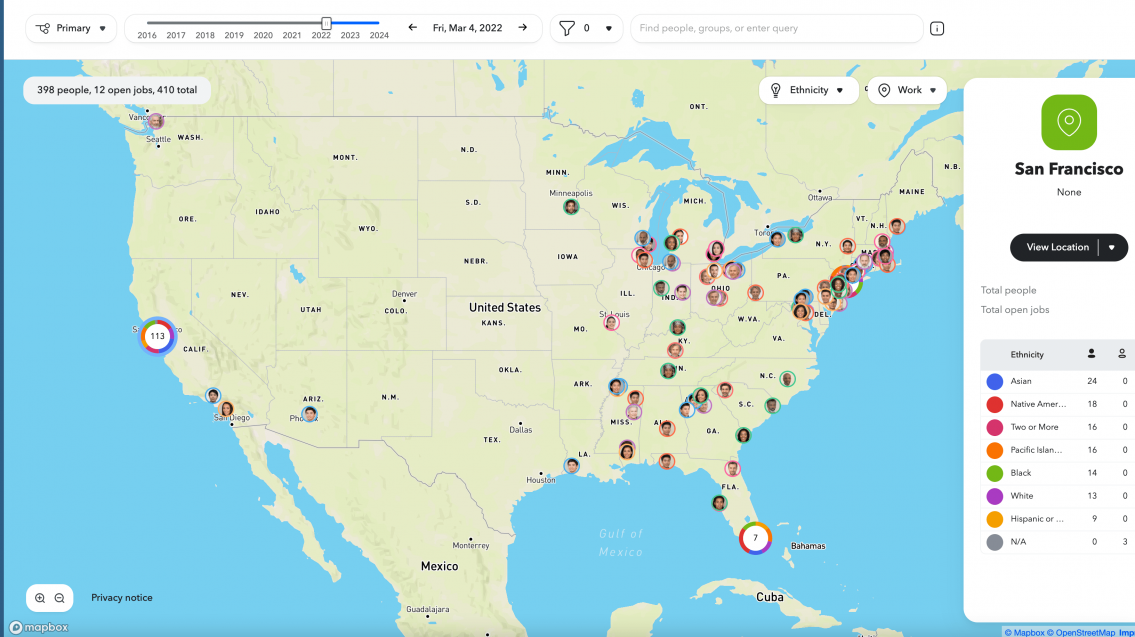 Primary
2016 2017 2018 2019 2020 2021 2022 2023 2024
Fri, Mar 4, 2022
0
Find people, groups, or enter query
398 people, 12 open jobs, 410 total
Ethnicity
Work
San Francisco
None
View Location
Total people
Total open jobs
Ethnicity
Asian 24 0
Native Amer... 18 0
Two or More 16 0
Pacific Islan... 16 0
Black 14 0
White 13 0
Hispanic or ... 9 0
N/A 0 3
ONT.
Vanc
Seattle
WASH.
MONT.
N.D.
MINN.
Minneapolis
WIS.
MICH.
Ottawa
N.B.
MAINE
VT.
N.H.
Toro
N.Y.
ORE.
IDAHO
WYO.
S.D.
IOWA
Chicago
NEBR.
NEV.
UTAH
Denver
COLO.
United States
KANS.
ILL.
IND.
OHIO
PA.
MO.
St. Louis
W.VA.
VA.
DEL.
KY.
113
CALIF.
OKLA.
ARK.
N.C.
S.C.
ARIZ.
N.M.
San Diego
Dallas
TEX.
MISS.
GA.
LA.
Houston
FLA.
7
Gulf of
Mexico
Bahamas
Monterrey
Mexico
Cuba
Guadalajara
Privacy notice
mapbox
© Mapbox © OpenStreetMap Imp